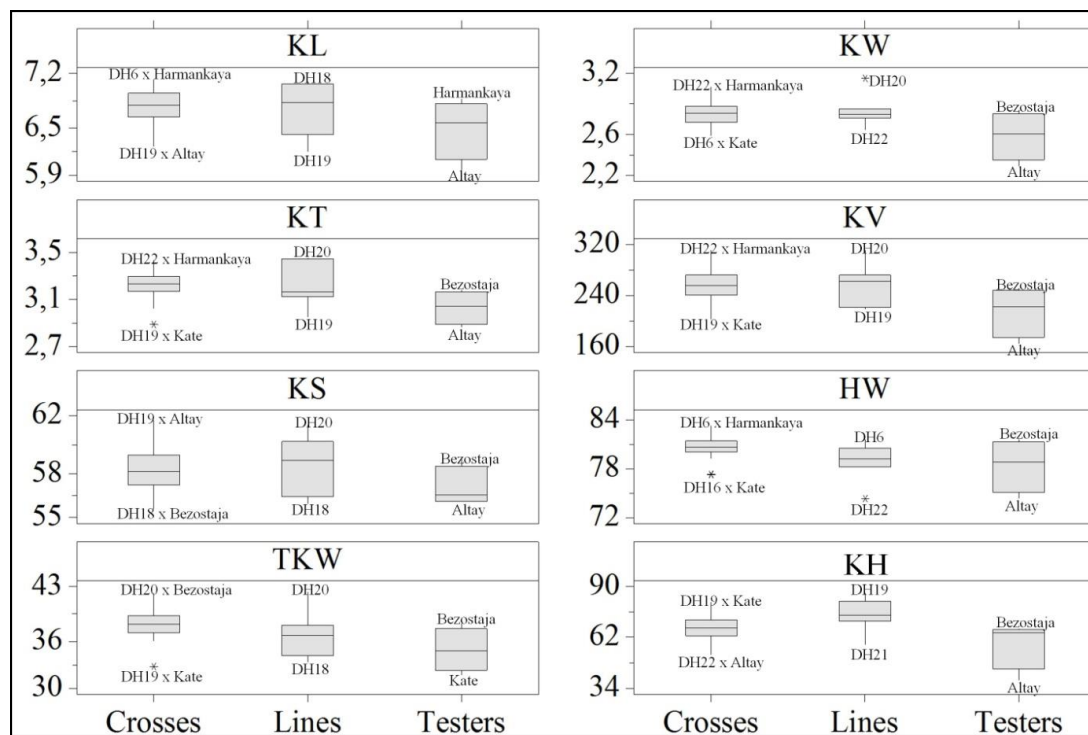 KL
7,2
6,5
5,9
DH6 x Harmankaya
DH19 x Altay
DH18
DH19
Harmankaya
Altay
KW
3,2
2,6
2,2
DH22 x Harmankaya
DH6 x Kate
*DH20
DH22
Bezostaja
Altay
KT
3,5
3,1
2,7
DH22 x Harmankaya
*
DH19 x Kate
DH20
DH19
Bezostaja
Altay
KV
320
240
160
DH22 x Harmankaya
DH19 x Kate
DH20
DH19
Bezostaja
Altay
KS
62
58
55
DH19 x Altay
DH18 x Bezostaja
DH20
DH18
Bezostaja
Altay
HW
84
78
72
DH6 x Harmankaya
*
DH16 x Kate
DH6
*
DH22
Bezostaja
Altay
TKW
43
36
30
DH20 x Bezostaja
*
DH19 x Kate
DH20
DH18
Bezostaja
Kate
KH
90
62
34
DH19 x Kate
DH22 x Altay
DH19
DH21
Bezostaja
Altay
Crosses Lines Testers
Crosses Lines Testers